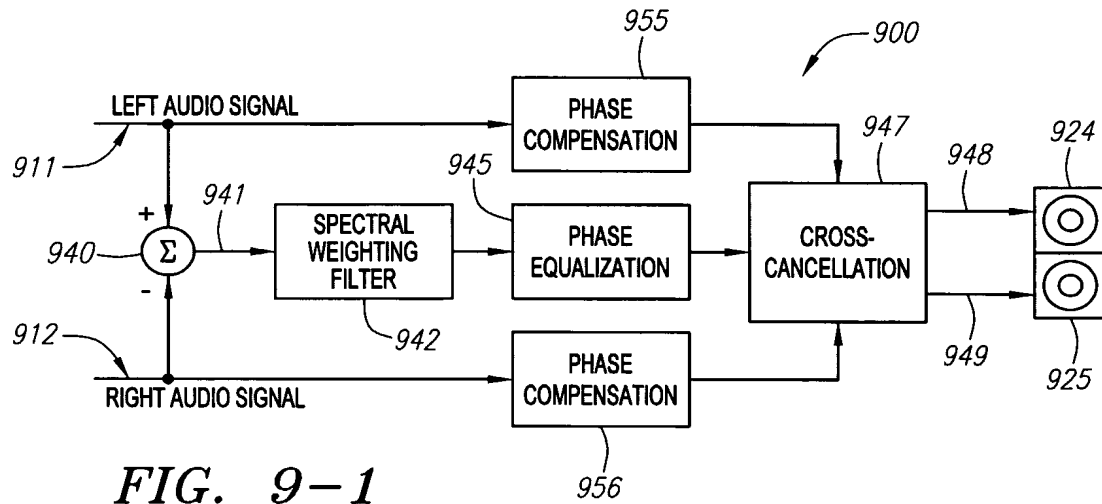 955
900
LEFT AUDIO SIGNAL
PHASE
COMPENSATION
911
945
947
924
948
941
+
940
Σ
-
SPECTRAL
WEIGHTING
FILTER
PHASE
EQUALIZATION
CROSS-
CANCELLATION
912
942
949
925
RIGHT AUDIO SIGNAL
PHASE
COMPENSATION
956
FIG. 9-1